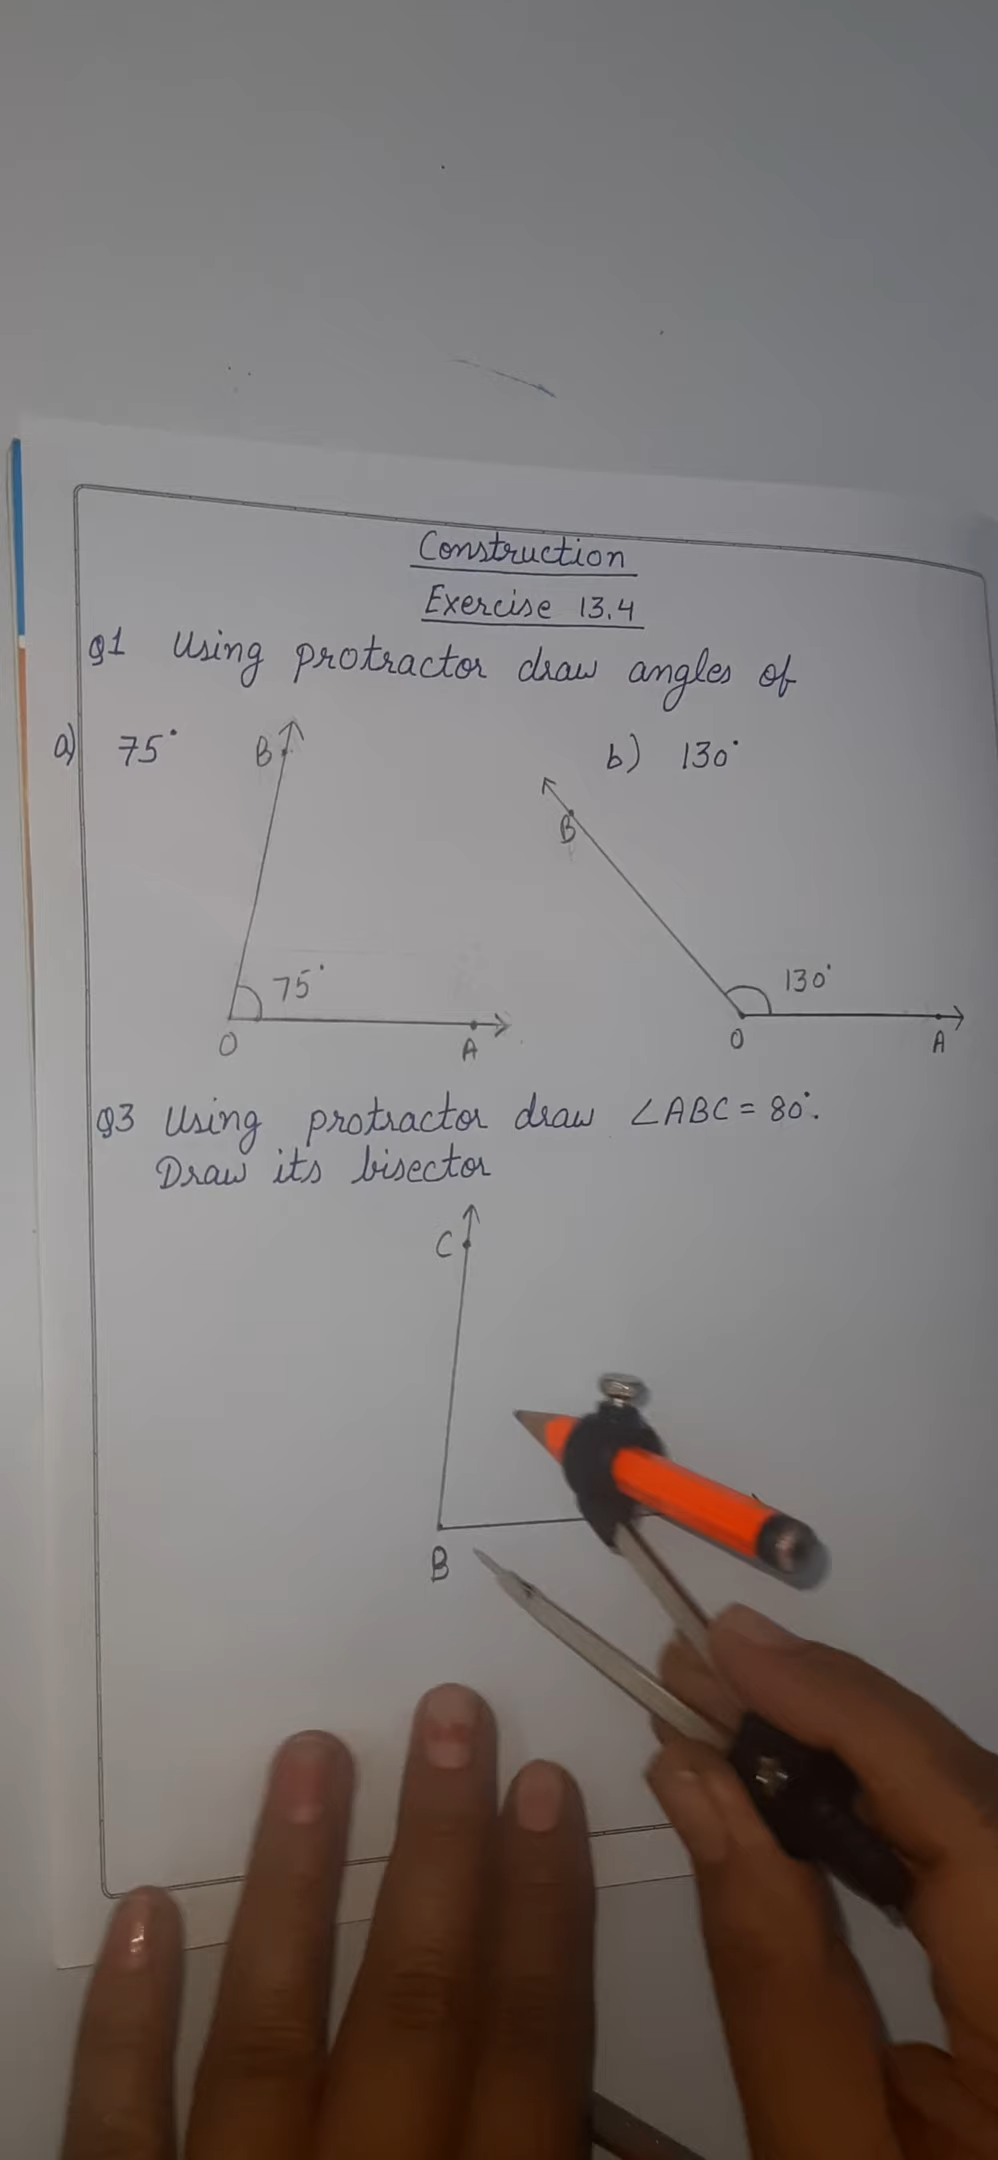 Construction
Exercise 13.4
Q1 Using protractor draw angles of
a) 75°
b) 130°
B
B
75°
130°
O
A
O
A
Q3 Using protractor draw ∠ABC = 80°.
Draw its bisector
C
B